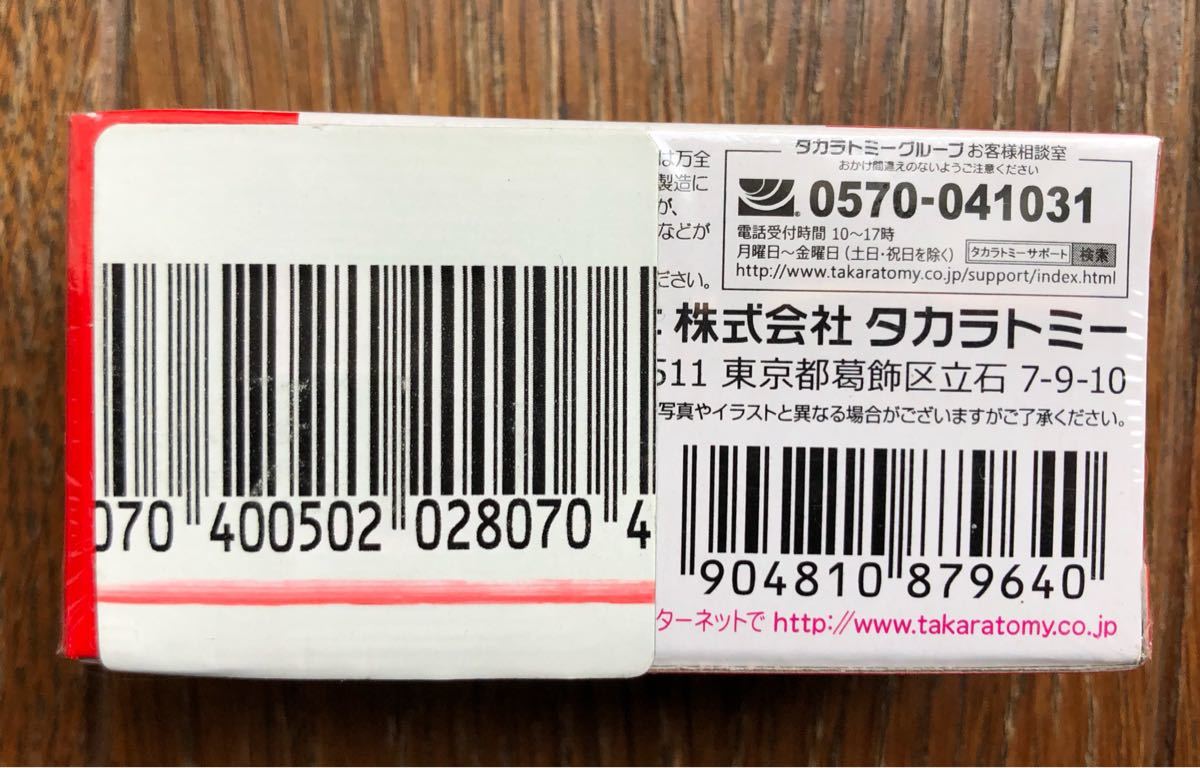 070 400502 028070 4
は万全
製造に
が、
などが
ださい。
タカラトミーグループ お客様相談室
おかけ間違えのないようご注意ください
0570-041031
電話受付時間 10～17時
月曜日～金曜日(土日・祝日を除く) タカラトミーサポート 検索
http://www.takaratomy.co.jp/support/index.html
株式会社 タカラトミー
511 東京都葛飾区立石 7-9-10
写真やイラストと異なる場合がございますがご了承ください。
904810 879640
ターネットで http://www.takaratomy.co.jp